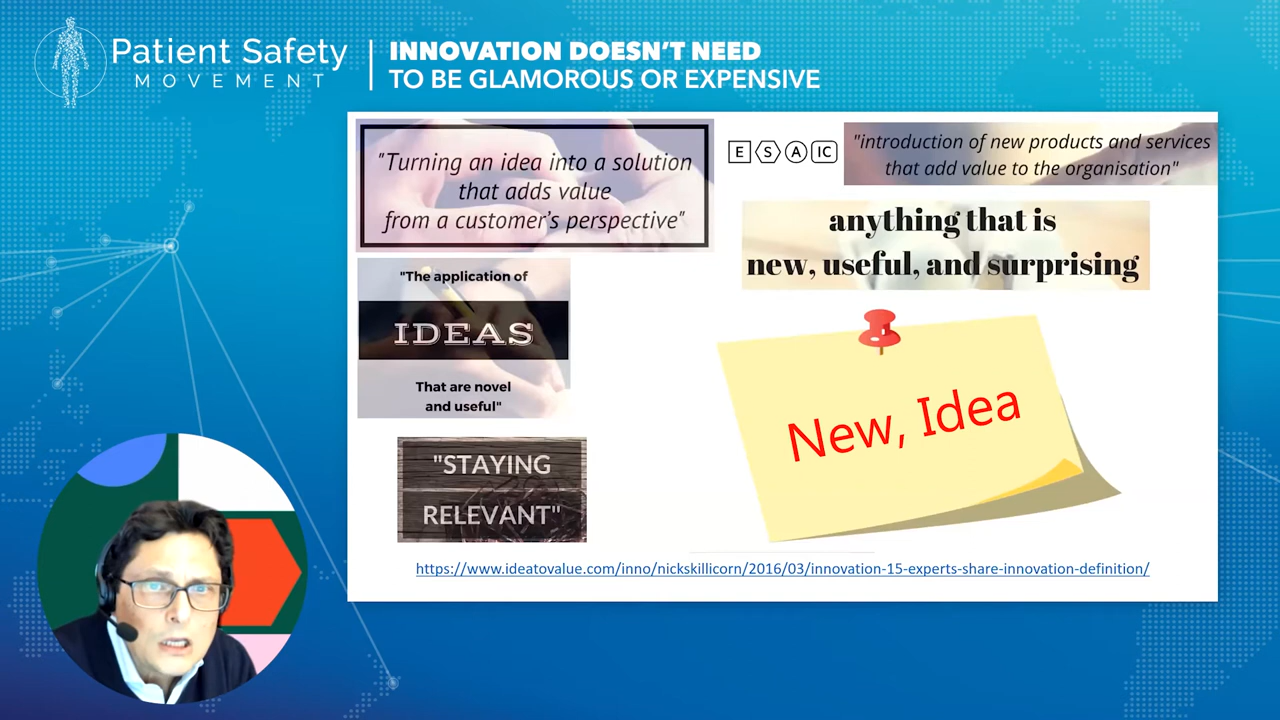 Patient Safety
MOVEMENT
INNOVATION DOESN'T NEED
TO BE GLAMOROUS OR EXPENSIVE
"Turning an idea into a solution
that adds value
from a customer's perspective"
E S A IC
"introduction of new products and services
that add value to the organisation"
anything that is
new, useful, and surprising
"The application of
IDEAS
That are novel
and useful"
New, Idea
"STAYING
RELEVANT"
https://www.ideatovalue.com/inno/nickskillicorn/2016/03/innovation-15-experts-share-innovation-definition/